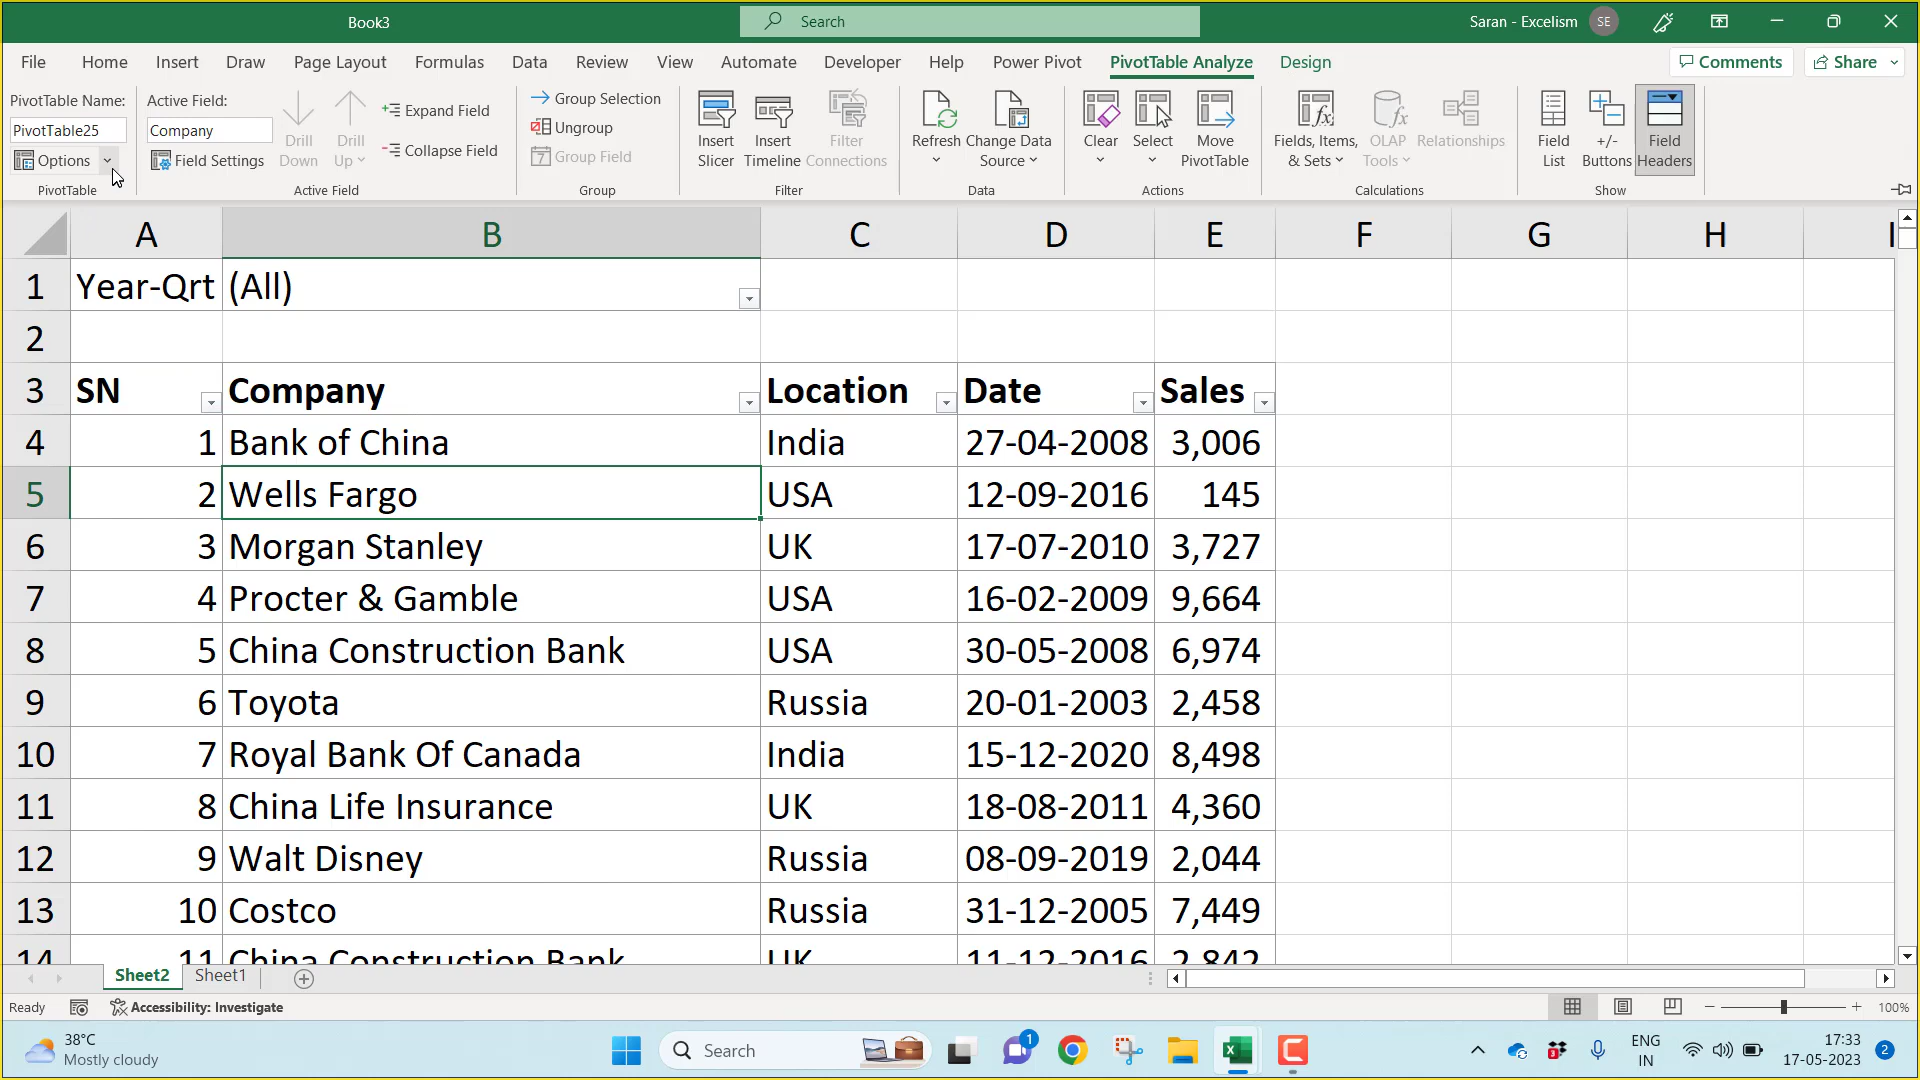 Book3
Search
Saran - Excelism SE
File Home Insert Draw Page Layout Formulas Data Review View Automate Developer Help Power Pivot PivotTable Analyze Design Comments Share
PivotTable Name:
PivotTable25
Options
PivotTable
Active Field:
Company
Field Settings
Drill Down
Drill Up
Expand Field
Collapse Field
Active Field
Group Selection
Ungroup
Group Field
Group
Insert Slicer
Insert Timeline
Filter Connections
Filter
Refresh
Change Data Source
Data
Clear
Select
Move PivotTable
Actions
Fields, Items, & Sets
OLAP Tools
Relationships
Calculations
Field List
+/- Buttons
Field Headers
Show
A B C D E F G H I
1 Year-Qrt (All)
2
3 SN Company Location Date Sales
4 1 Bank of China India 27-04-2008 3,006
5 2 Wells Fargo USA 12-09-2016 145
6 3 Morgan Stanley UK 17-07-2010 3,727
7 4 Procter & Gamble USA 16-02-2009 9,664
8 5 China Construction Bank USA 30-05-2008 6,974
9 6 Toyota Russia 20-01-2003 2,458
10 7 Royal Bank Of Canada India 15-12-2020 8,498
11 8 China Life Insurance UK 18-08-2011 4,360
12 9 Walt Disney Russia 08-09-2019 2,044
13 10 Costco Russia 31-12-2005 7,449
14 11 China Construction Bank UK 11-12-2016 2,842
Sheet2 Sheet1
Ready Accessibility: Investigate 100%
38°C
Mostly cloudy
Search
1
3
ENG
IN
17:33
17-05-2023
2